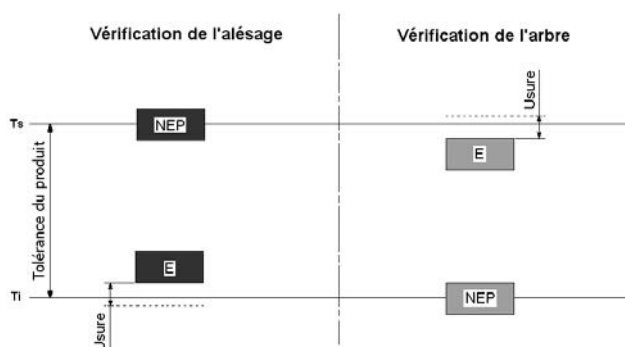 Vérification de l'alésage
Vérification de l'arbre
Usure
Ts
NEP
E
Tolérance du produit
E
Ti
NEP
Usure